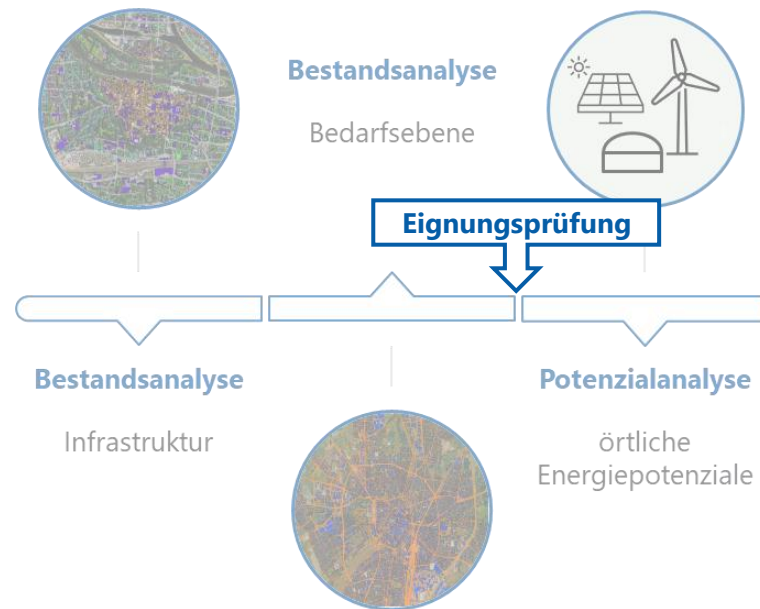 Bestandsanalyse
Bedarfsebene
Eignungsprüfung
Bestandsanalyse
Infrastruktur
Potenzialanalyse
örtliche
Energiepotenziale